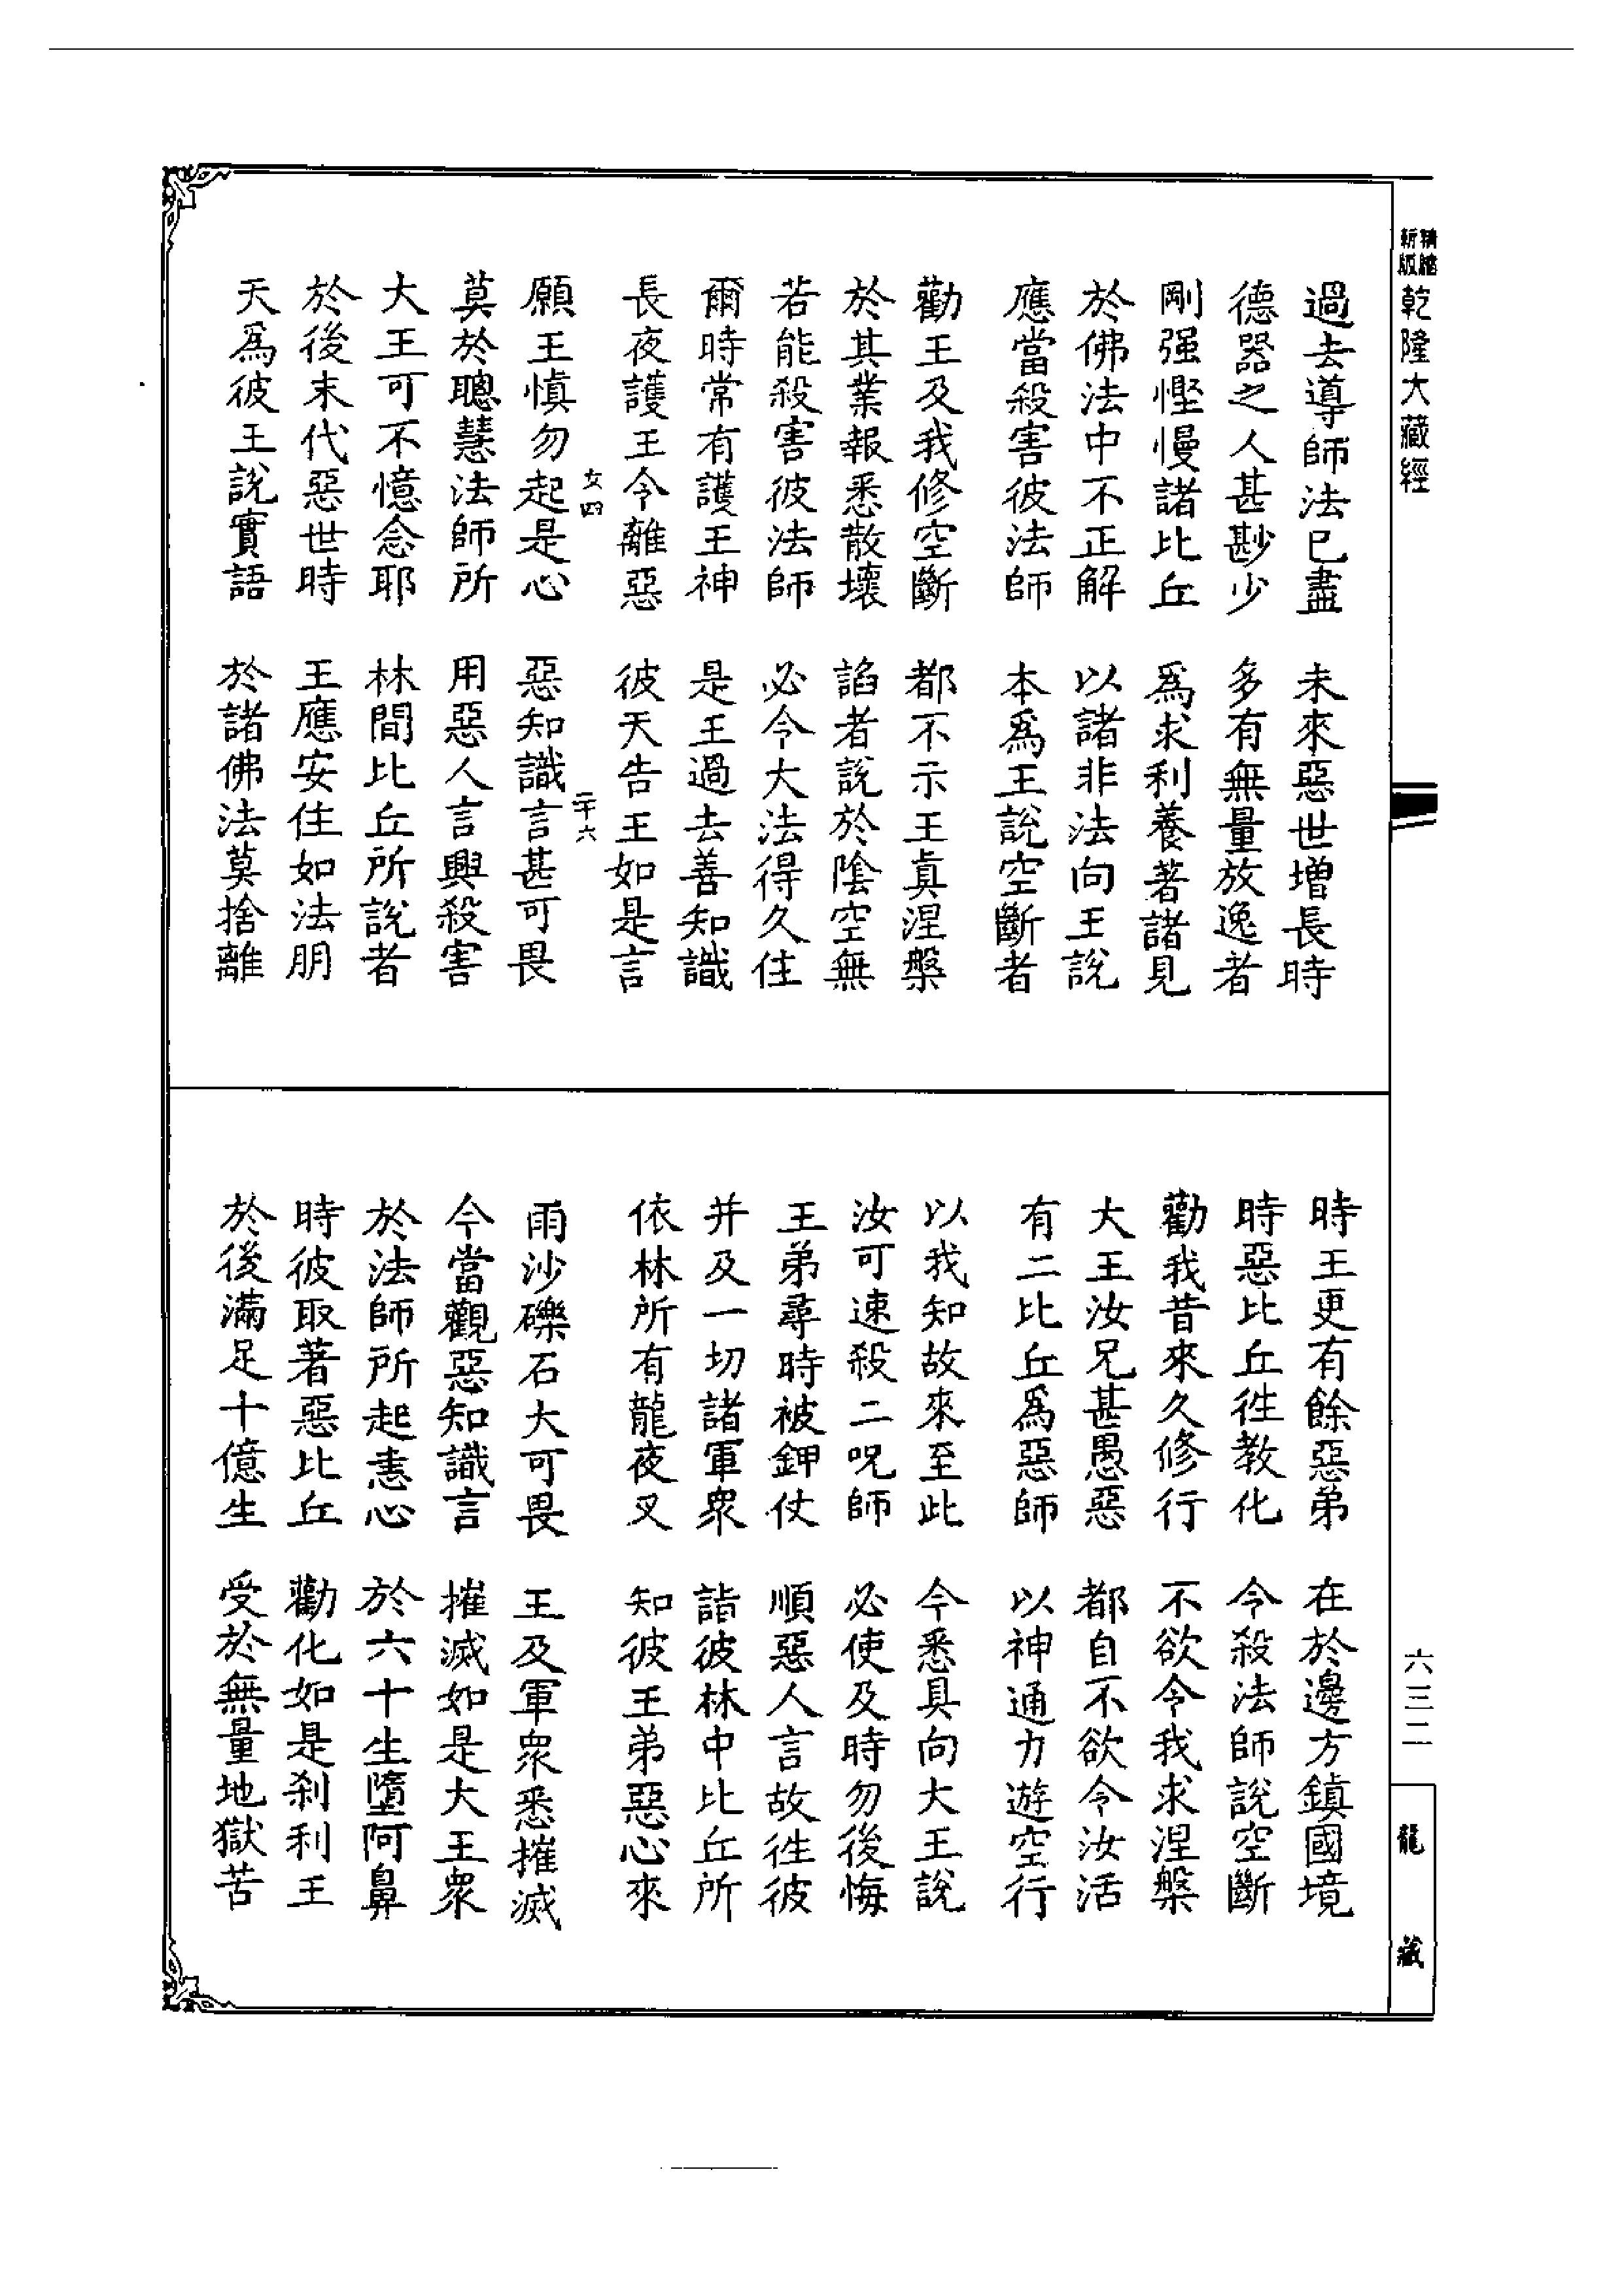 精縮新版乾隆大藏經
六三二
龍藏
過去導師法已盡　未來惡世增長時
德器之人甚尠少　多有無量放逸者
剛强慳慢諸比丘　爲求利養著諸見
於佛法中不正解　以諸非法向王說
應當殺害彼法師　本爲王說空斷者
勸王及我修空斷　都不示王真涅槃
於其業報悉散壞　諂者說於陰空無
若能殺害彼法師　必令大法得久住
爾時常有護王神　是王過去善知識
長夜護王令離惡　彼天告王如是言
女四　二十六
願王慎勿起是心　惡知識言甚可畏
莫於聰慧法師所　用惡人言興殺害
大王可不憶念耶　林間比丘所說者
於後末代惡世時　王應安住如法朋
天爲彼王說實語　於諸佛法莫捨離
時王更有餘惡弟　在於邊方鎮國境
時惡比丘徃教化　令殺法師說空斷
勸我昔來久修行　不欲令我求涅槃
大王汝兄甚愚惡　都自不欲令汝活
有二比丘爲惡師　以神通力遊空行
以我知故來至此　今悉具向大王說
汝可速殺二呪師　必使及時勿後悔
王弟尋時被鉀仗　順惡人言故徃彼
并及一切諸軍衆　詣彼林中比丘所
依林所有龍夜叉　知彼王弟惡心來
雨沙礫石大可畏　王及軍衆悉摧滅
今當觀惡知識言　摧滅如是大王衆
於法師所起恚心　於六十生墮阿鼻
時彼取著惡比丘　勸化如是刹利王
於後滿足十億生　受於無量地獄苦